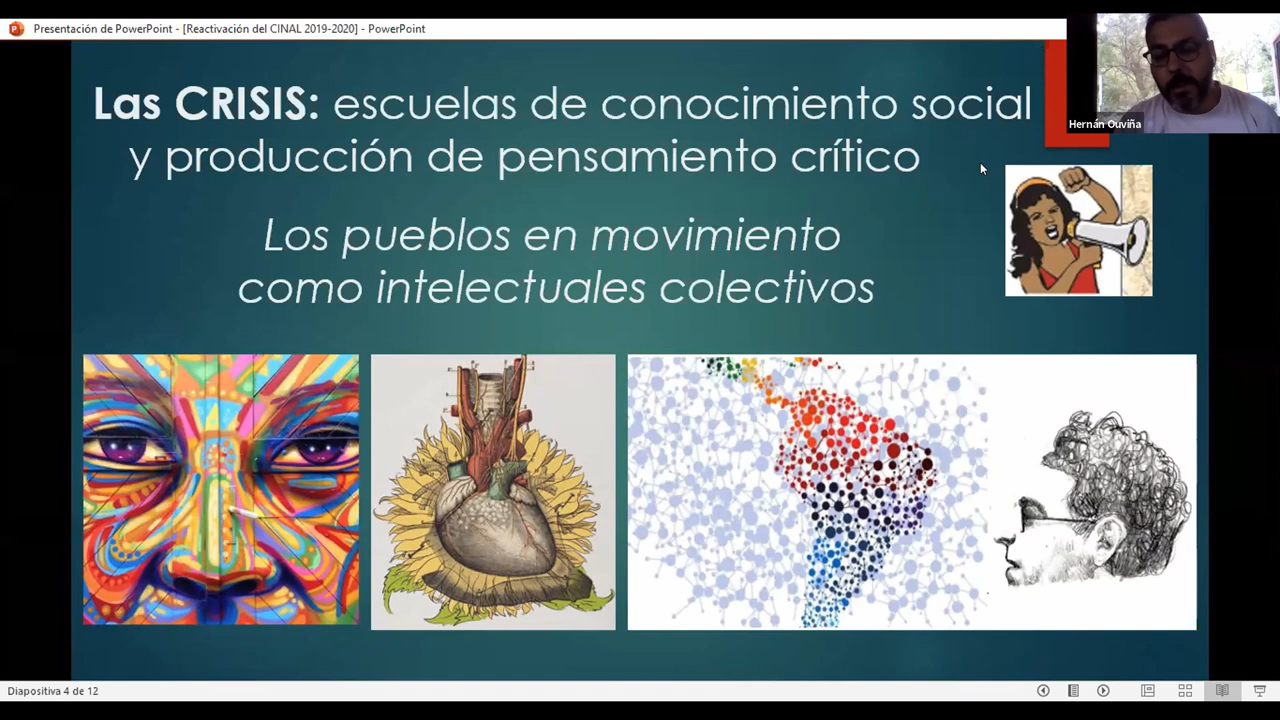 Presentación de PowerPoint - [Reactivación del CINAL 2019-2020] - PowerPoint
Hernán Ouviña
Las CRISIS: escuelas de conocimiento social
y producción de pensamiento crítico
Los pueblos en movimiento
como intelectuales colectivos
Diapositiva 4 de 12